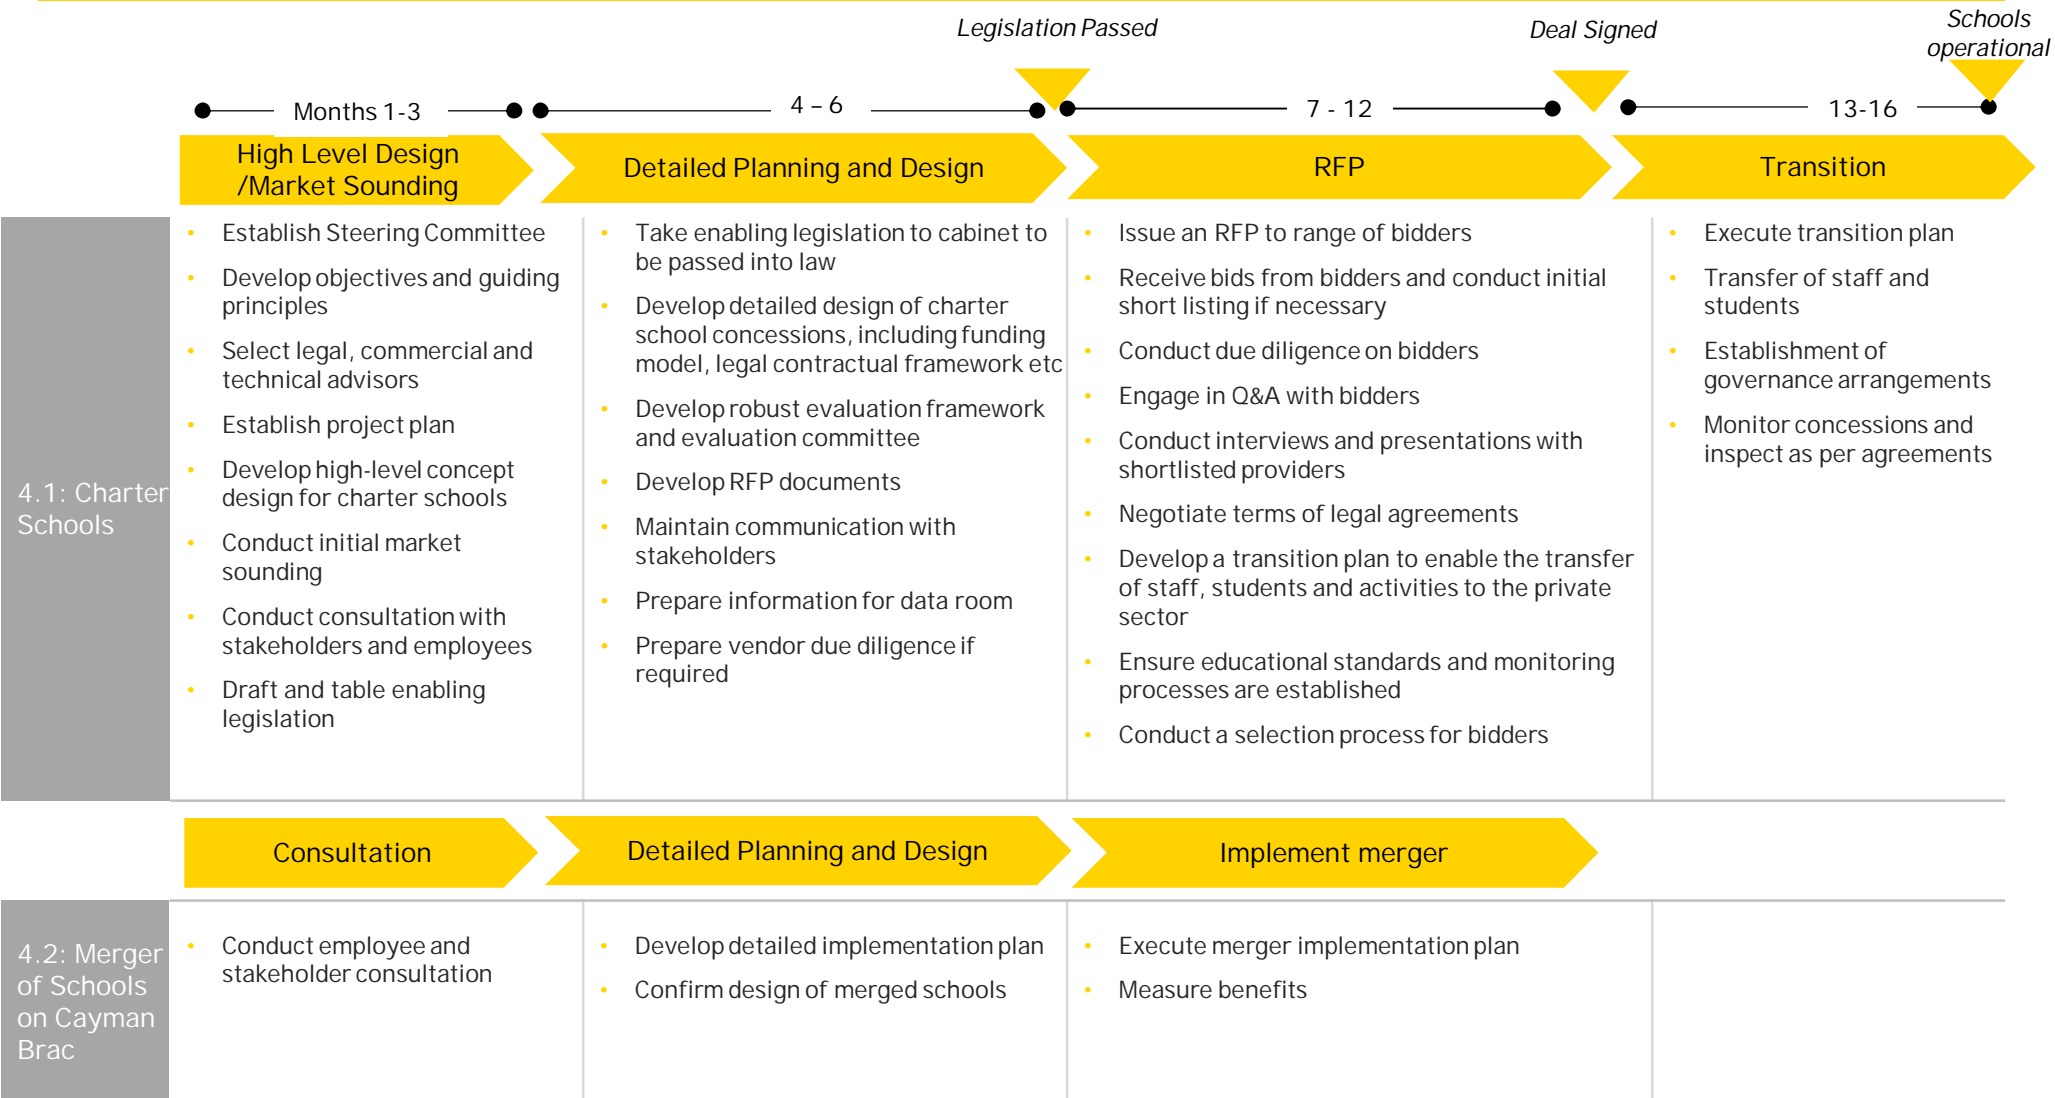 Legislation Passed
Deal Signed
Schools
operational
Months 1-3
4 – 6
7 - 12
13-16
High Level Design
/Market Sounding
Detailed Planning and Design
RFP
Transition
4.1: Charter
Schools
• Establish Steering Committee
• Develop objectives and guiding
principles
• Select legal, commercial and
technical advisors
• Establish project plan
• Develop high-level concept
design for charter schools
• Conduct initial market
sounding
• Conduct consultation with
stakeholders and employees
• Draft and table enabling
legislation
• Take enabling legislation to cabinet to
be passed into law
• Develop detailed design of charter
school concessions, including funding
model, legal contractual framework etc
• Develop robust evaluation framework
and evaluation committee
• Develop RFP documents
• Maintain communication with
stakeholders
• Prepare information for data room
• Prepare vendor due diligence if
required
• Issue an RFP to range of bidders
• Receive bids from bidders and conduct initial
short listing if necessary
• Conduct due diligence on bidders
• Engage in Q&A with bidders
• Conduct interviews and presentations with
shortlisted providers
• Negotiate terms of legal agreements
• Develop a transition plan to enable the transfer
of staff, students and activities to the private
sector
• Ensure educational standards and monitoring
processes are established
• Conduct a selection process for bidders
• Execute transition plan
• Transfer of staff and
students
• Establishment of
governance arrangements
• Monitor concessions and
inspect as per agreements
Consultation
Detailed Planning and Design
Implement merger
4.2: Merger
of Schools
on Cayman
Brac
• Conduct employee and
stakeholder consultation
• Develop detailed implementation plan
• Confirm design of merged schools
• Execute merger implementation plan
• Measure benefits